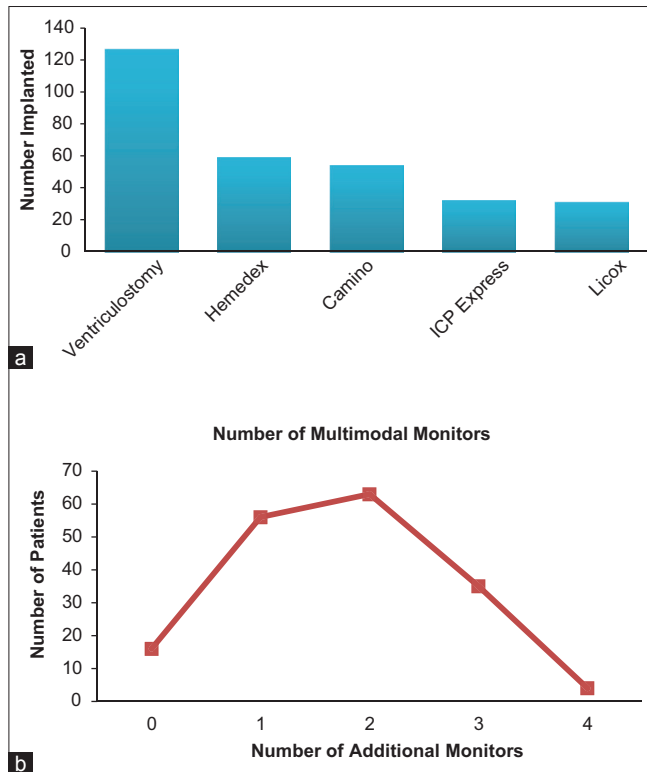 Number Implanted
140
120
100
80
60
40
20
0
Ventriculostomy
Hemedex
Camino
ICP Express
Licox
a
Number of Multimodal Monitors
Number of Patients
70
60
50
40
30
20
10
0
0 1 2 3 4
Number of Additional Monitors
b